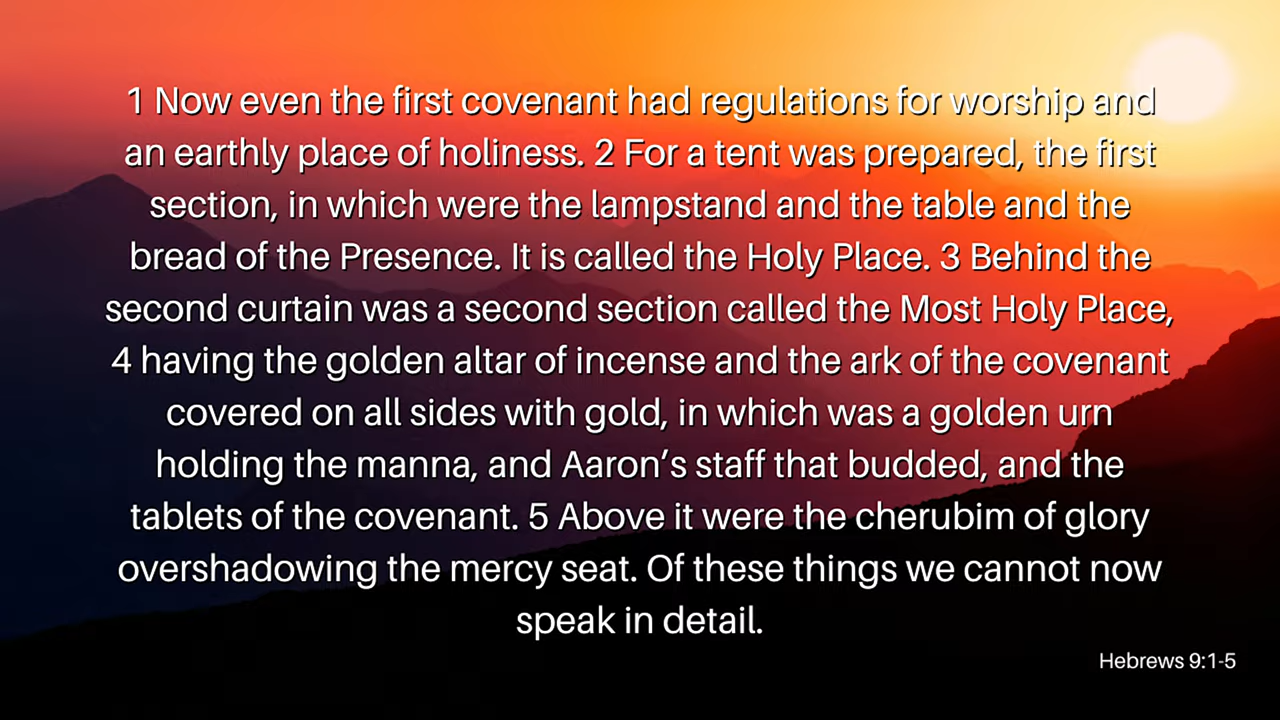 1 Now even the first covenant had regulations for worship and
an earthly place of holiness. 2 For a tent was prepared, the first
section, in which were the lampstand and the table and the
bread of the Presence. It is called the Holy Place. 3 Behind the
second curtain was a second section called the Most Holy Place,
4 having the golden altar of incense and the ark of the covenant
covered on all sides with gold, in which was a golden urn
holding the manna, and Aaron’s staff that budded, and the
tablets of the covenant. 5 Above it were the cherubim of glory
overshadowing the mercy seat. Of these things we cannot now
speak in detail.
Hebrews 9:1-5